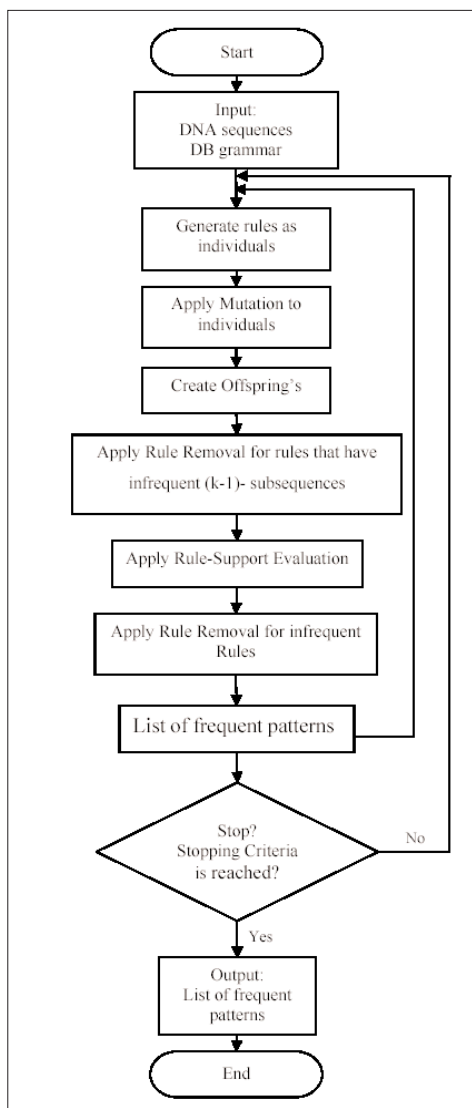 Start
Input:
DNA sequences
DB grammar
Generate rules as
individuals
Apply Mutation to
individuals
Create Offspring's
Apply Rule Removal for rules that have
infrequent (k-1)- subsequences
Apply Rule-Support Evaluation
Apply Rule Removal for infrequent
Rules
List of frequent patterns
Stop?
Stopping Criteria
is reached?
No
Yes
Output:
List of frequent
patterns
End